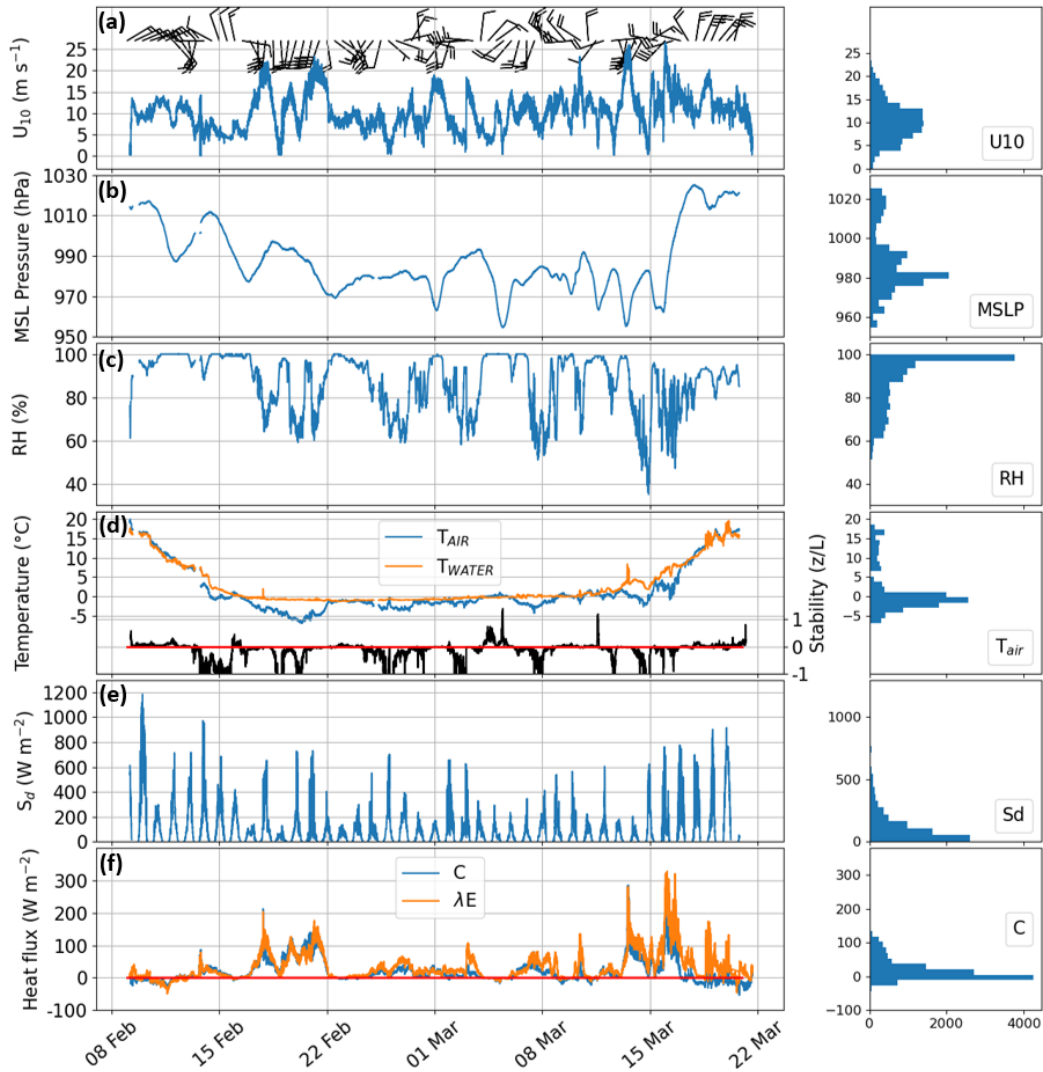 (a)
U10 (m s−1)
25
20
15
10
5
0
25
20
15
10
5
0
U10
(b)
MSL Pressure (hPa)
1030
1010
990
970
950
1020
1000
980
960
MSLP
(c)
RH (%)
100
80
60
40
100
80
60
40
RH
(d)
Temperature (°C)
20
15
10
5
0
−5
TAIR
TWATER
1
0
-1
Stability (z/L)
20
15
10
5
0
−5
Tair
(e)
Sd (W m−2)
1200
1000
800
600
400
200
0
1000
500
0
Sd
(f)
Heat flux (W m−2)
300
200
100
0
-100
C
λE
300
200
100
0
−100
C
08 Feb
15 Feb
22 Feb
01 Mar
08 Mar
15 Mar
22 Mar
0 2000 4000